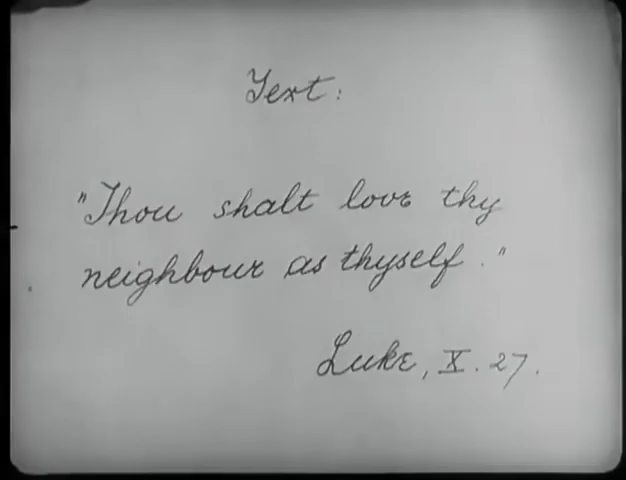 Text:
"Thou shalt love thy
neighbour as thyself."
Luke, X. 27.